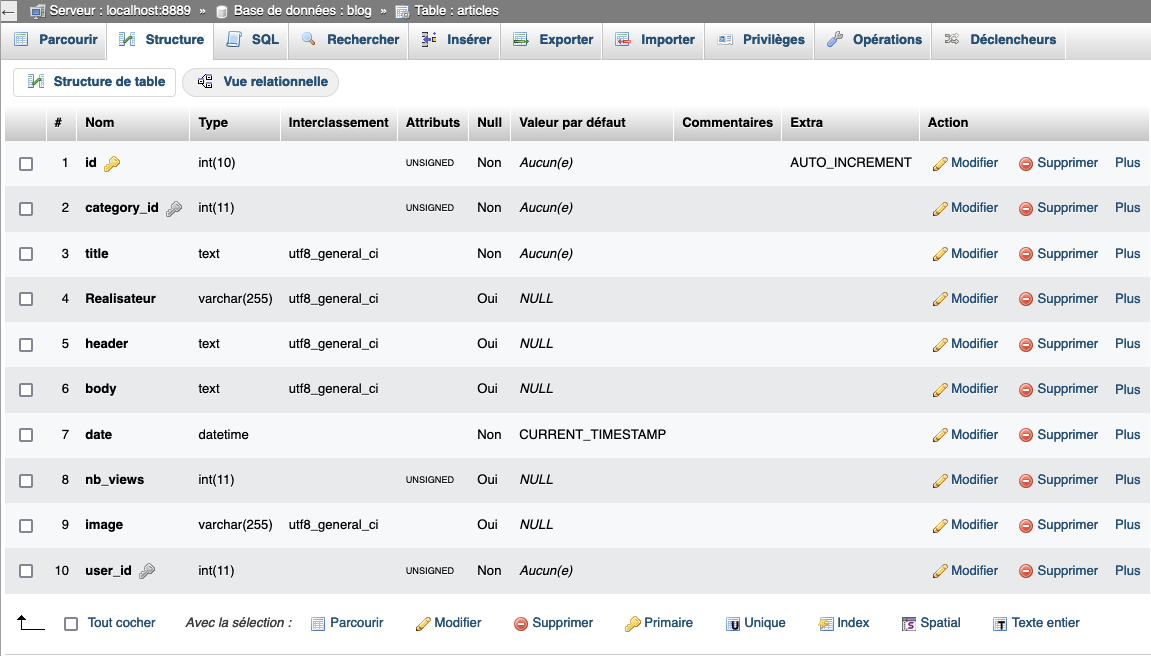 Serveur : localhost:8889 » Base de données : blog » Table : articles
Parcourir Structure SQL Rechercher Insérer Exporter Importer Privilèges Opérations Déclencheurs
Structure de table Vue relationnelle
# Nom Type Interclassement Attributs Null Valeur par défaut Commentaires Extra Action
1 id int(10) UNSIGNED Non Aucun(e) AUTO_INCREMENT Modifier Supprimer Plus
2 category_id int(11) UNSIGNED Non Aucun(e) Modifier Supprimer Plus
3 title text utf8_general_ci Non Aucun(e) Modifier Supprimer Plus
4 Realisateur varchar(255) utf8_general_ci Oui NULL Modifier Supprimer Plus
5 header text utf8_general_ci Oui NULL Modifier Supprimer Plus
6 body text utf8_general_ci Oui NULL Modifier Supprimer Plus
7 date datetime Non CURRENT_TIMESTAMP Modifier Supprimer Plus
8 nb_views int(11) UNSIGNED Oui NULL Modifier Supprimer Plus
9 image varchar(255) utf8_general_ci Oui NULL Modifier Supprimer Plus
10 user_id int(11) UNSIGNED Non Aucun(e) Modifier Supprimer Plus
Tout cocher Avec la sélection : Parcourir Modifier Supprimer Primaire Unique Index Spatial Texte entier